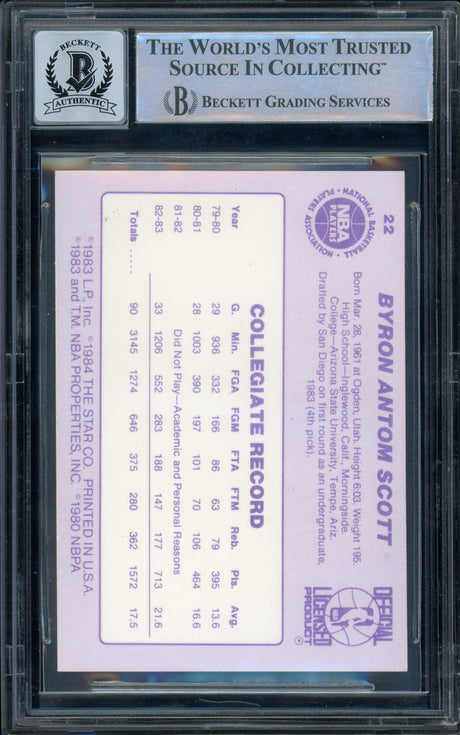 BECKETT
B
AUTHENTIC
THE WORLD'S MOST TRUSTED
SOURCE IN COLLECTING™
B BECKETT GRADING SERVICES
22
NATIONAL BASKETBALL
PLAYERS ASSOCIATION
NBA
PLAYERS
BYRON ANTOM SCOTT
Born Mar. 28, 1961 at Ogden, Utah. Height 6:03. Weight 195.
High School—Inglewood, Calif., Morningside.
College—Arizona State University, Tempe, Ariz.
Drafted by San Diego on first round as an undergraduate,
1983 (4th pick).
OFFICIAL
LICENSED
PRODUCT ®
COLLEGIATE RECORD
Year G. Min. FGA FGM FTA FTM Reb. Pts. Avg.
79-80 29 936 332 166 86 63 79 395 13.6
80-81 28 1003 390 197 101 70 106 464 16.6
81-82 Did Not Play—Academic and Personal Reasons
82-83 33 1206 552 283 188 147 177 713 21.6
Totals ..... 90 3145 1274 646 375 280 362 1572 17.5
©1983 L.P., Inc. ©1984 THE STAR CO. PRINTED IN U.S.A.
©1983 and T.M. NBA PROPERTIES, INC. ©1980 NBPA